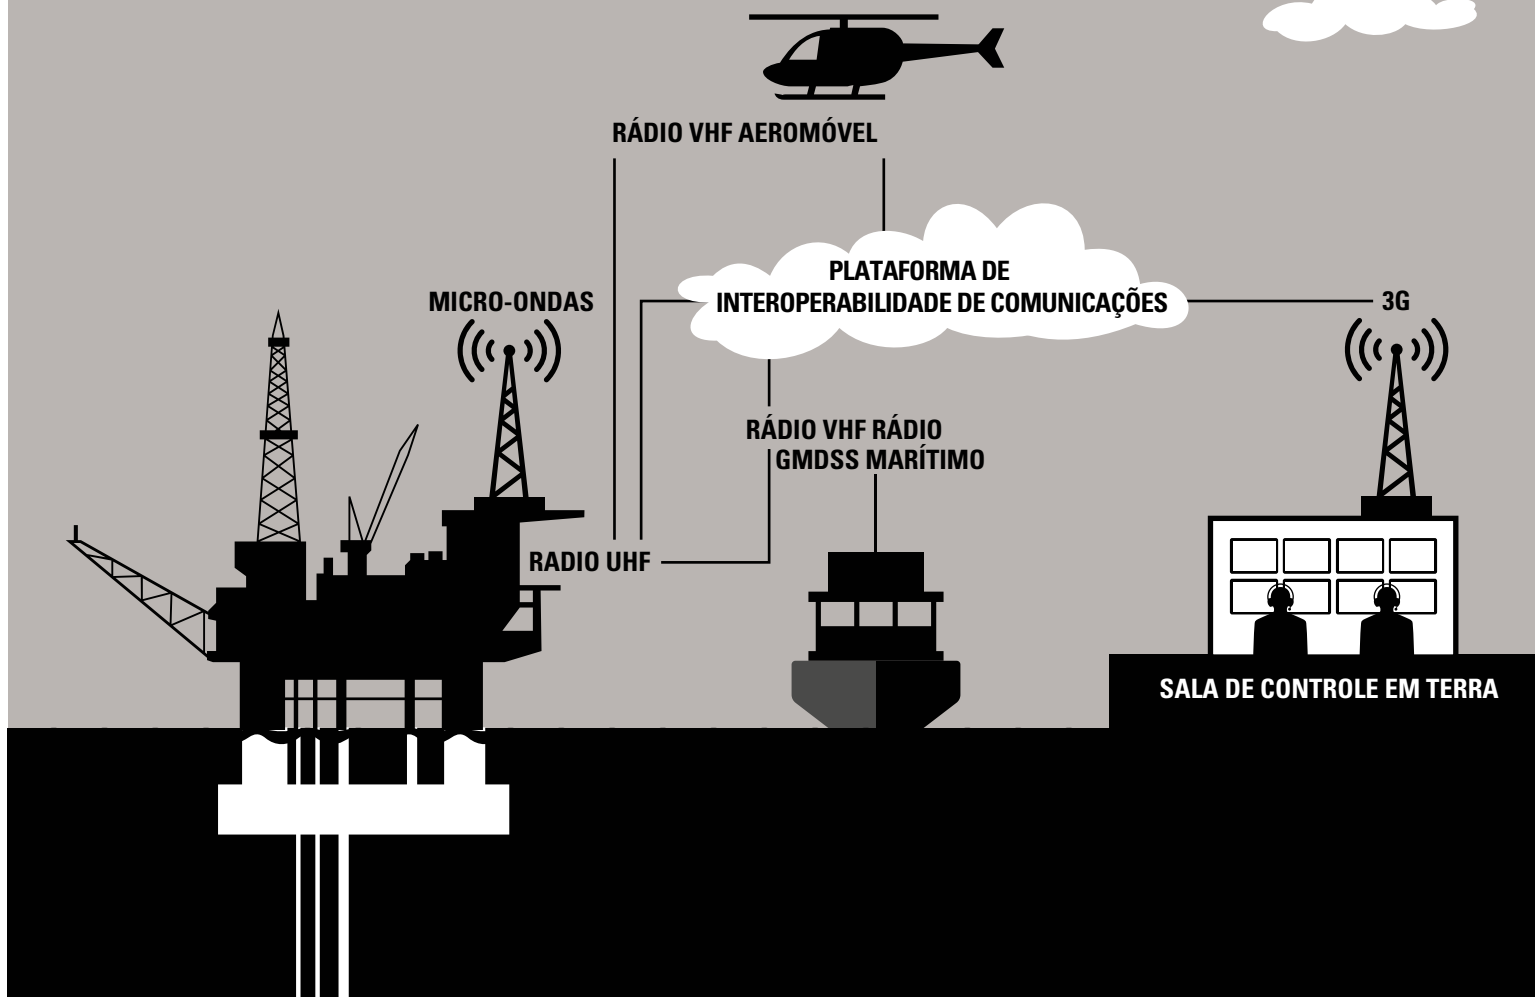 RÁDIO VHF AEROMÓVEL
PLATAFORMA DE
INTEROPERABILIDADE DE COMUNICAÇÕES
MICRO-ONDAS
3G
RÁDIO VHF RÁDIO
GMDSS MARÍTIMO
RADIO UHF
SALA DE CONTROLE EM TERRA